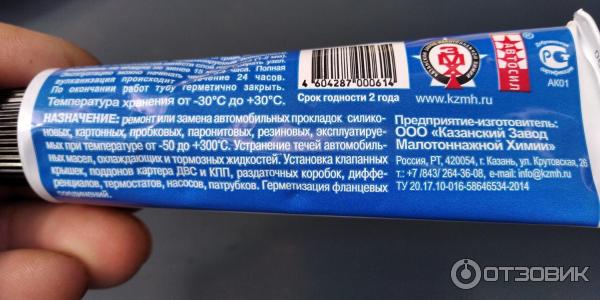 вулканизация происходит в течение 24 часов.
По окончании работ тубу герметично закрыть.
Температура хранения от -30°С до +30°С.
4 604287 000614
Срок годности 2 года
www.kzmh.ru
АВТОСИЛ
АК01
НАЗНАЧЕНИЕ: ремонт или замена автомобильных прокладок силико-
новых, картонных, пробковых, паронитовых, резиновых, эксплуатируе-
мых при температуре от -50 до +300°С. Устранение течей автомобиль-
ных масел, охлаждающих и тормозных жидкостей. Установка клапанных
крышек, поддонов картера ДВС и КПП, раздаточных коробок, диффе-
ренциалов, термостатов, насосов, патрубков. Герметизация фланцевых
соединений.
Предприятие-изготовитель:
ООО «Казанский Завод
Малотоннажной Химии»
Россия, РТ, 420054, г. Казань, ул. Крутовская, 26
т.: +7 /843/ 264-36-08, e-mail: info@kzmh.ru
ТУ 20.17.10-016-58646534-2014
ОТЗОВИК